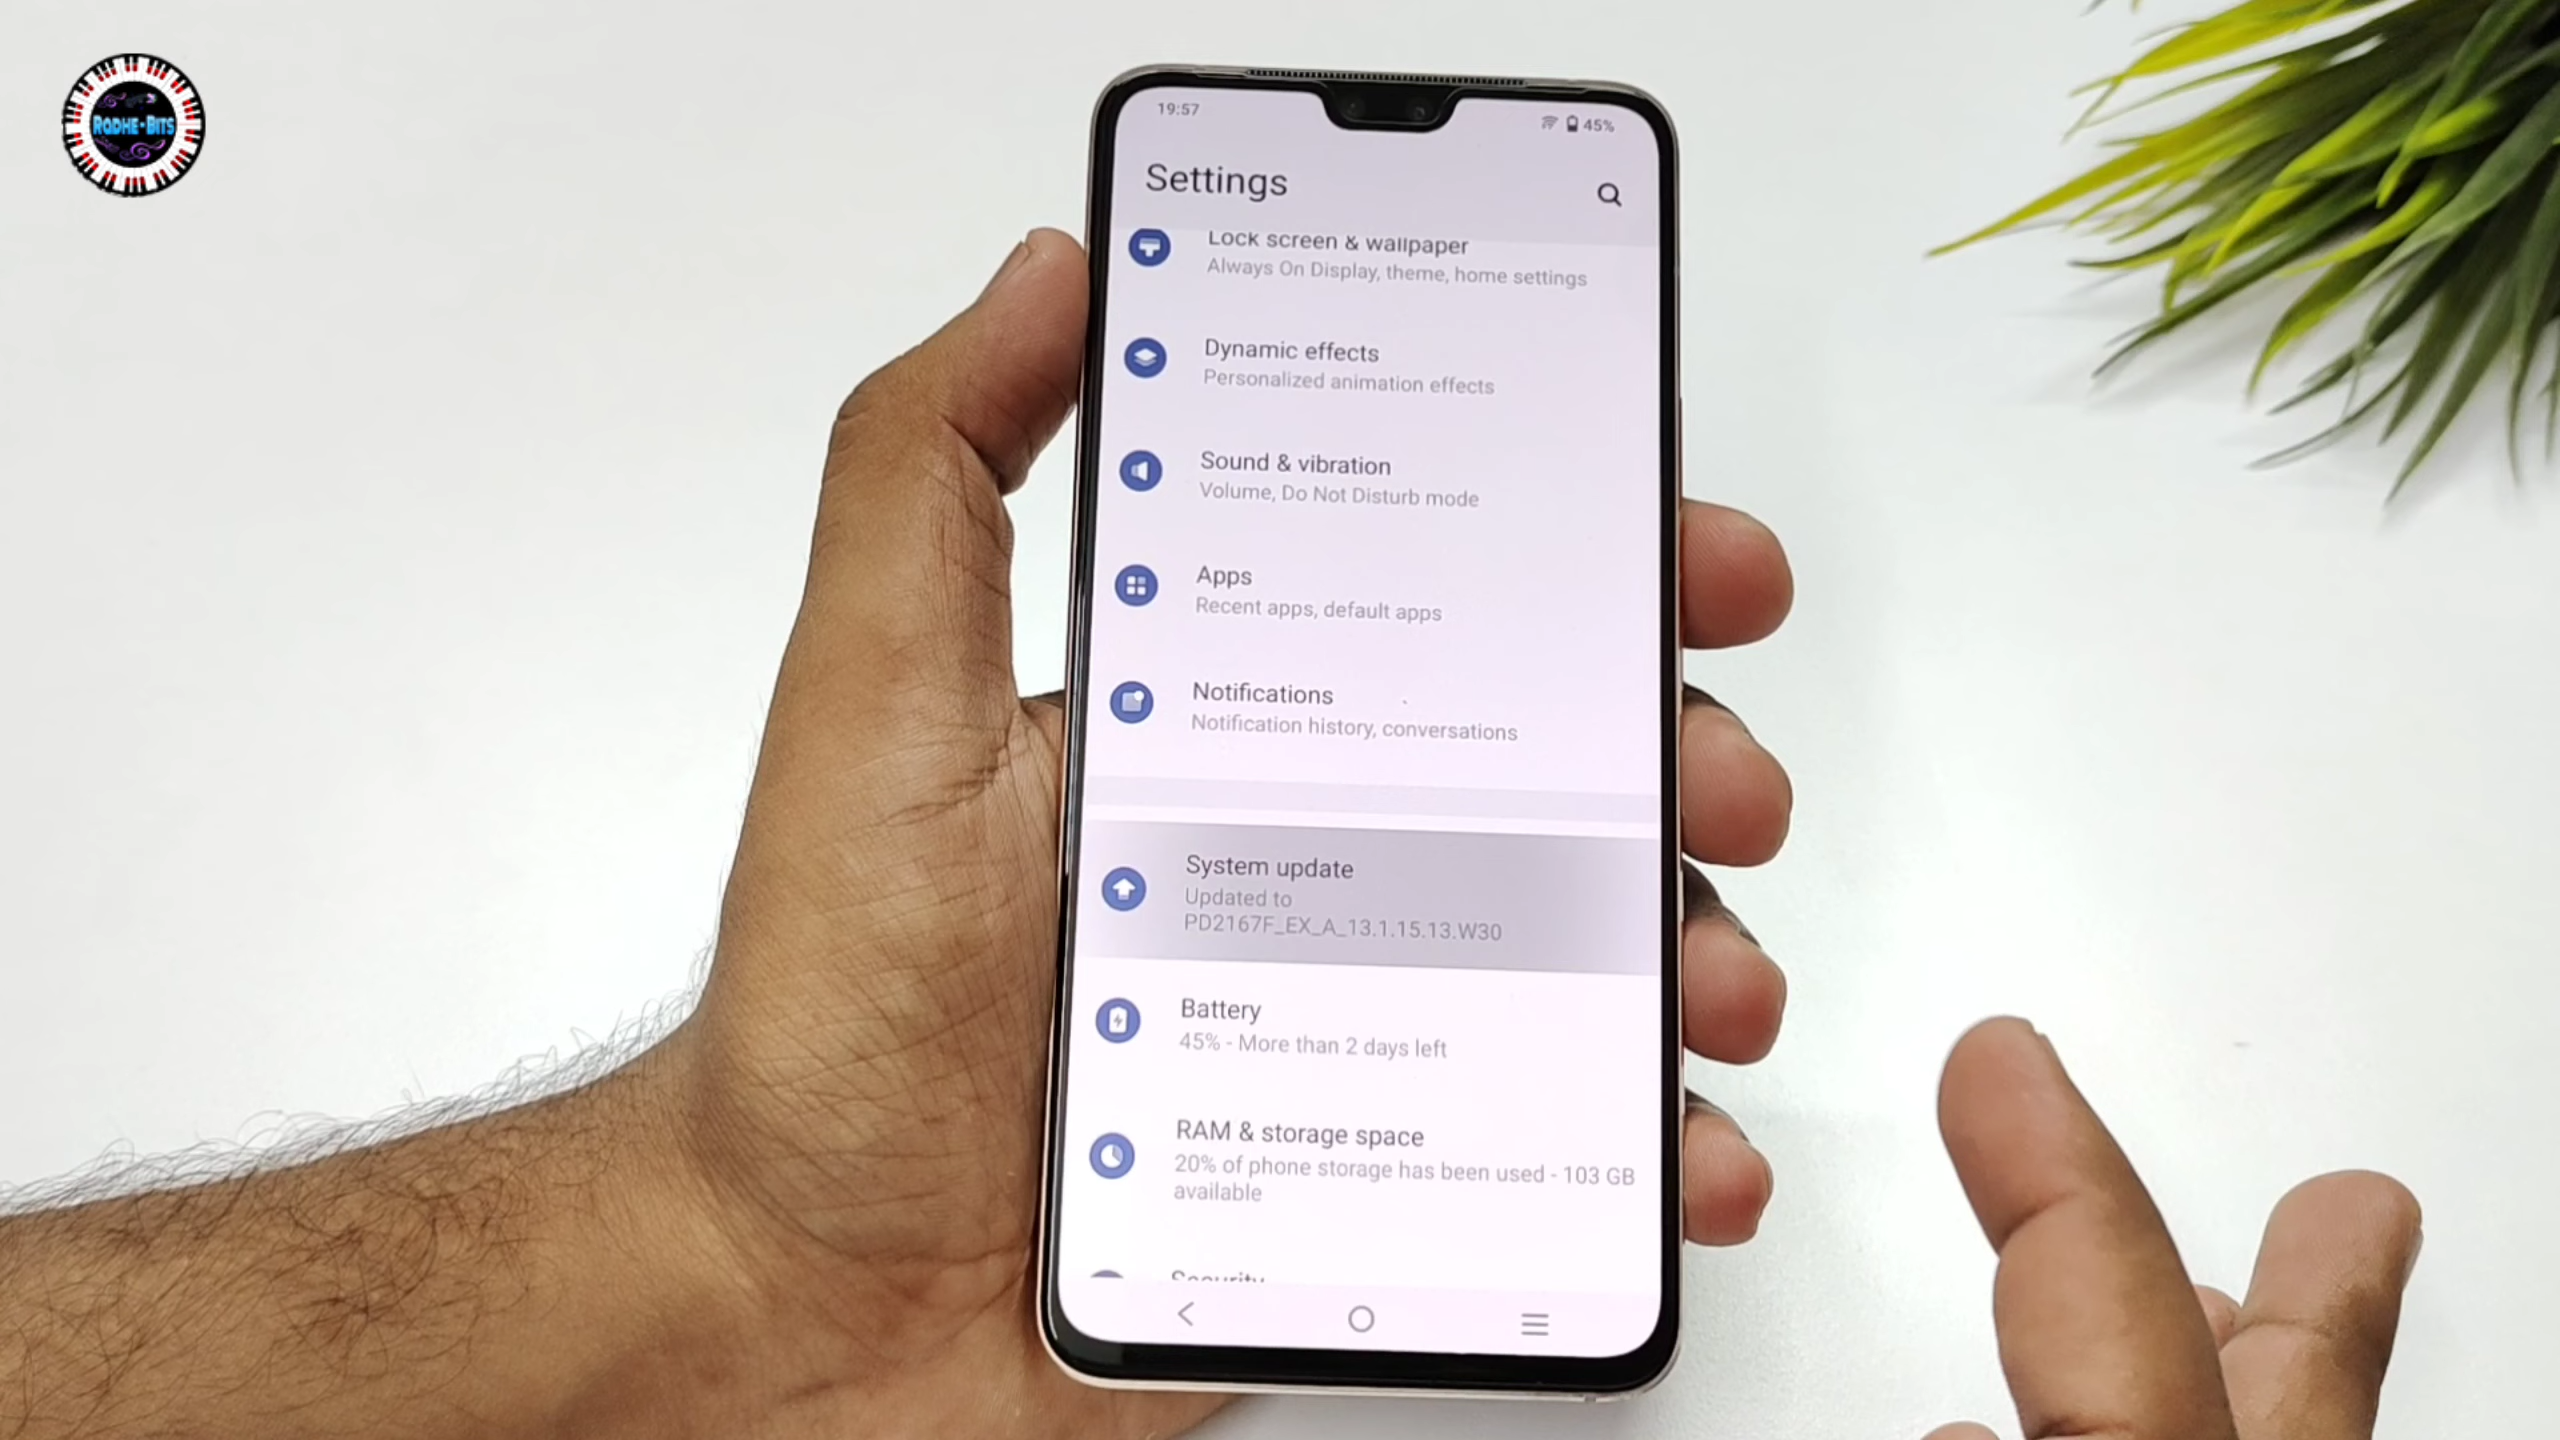 RADHE-BITS
19:57
45%
Settings
Lock screen & wallpaper
Always On Display, theme, home settings
Dynamic effects
Personalized animation effects
Sound & vibration
Volume, Do Not Disturb mode
Apps
Recent apps, default apps
Notifications
Notification history, conversations
System update
Updated to
PD2167F_EX_A_13.1.15.13.W30
Battery
45% - More than 2 days left
RAM & storage space
20% of phone storage has been used - 103 GB
available
Security